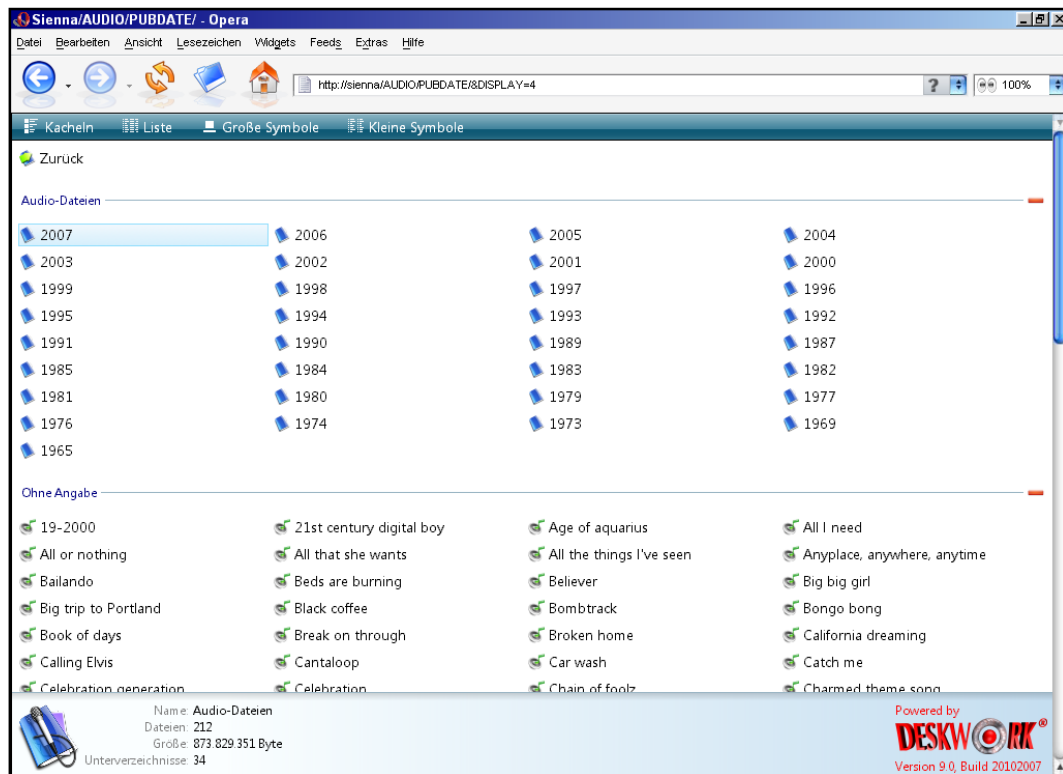 Sienna/AUDIO/PUBDATE/ - Opera
Datei Bearbeiten Ansicht Lesezeichen Widgets Feeds Extras Hilfe
http://sienna/AUDIO/PUBDATE/&DISPLAY=4 ? 100%
Kacheln Liste Große Symbole Kleine Symbole
Zurück
Audio-Dateien
2007 2006 2005 2004
2003 2002 2001 2000
1999 1998 1997 1996
1995 1994 1993 1992
1991 1990 1989 1987
1985 1984 1983 1982
1981 1980 1979 1977
1976 1974 1973 1969
1965
Ohne Angabe
19-2000 21st century digital boy Age of aquarius All I need
All or nothing All that she wants All the things I've seen Anyplace, anywhere, anytime
Bailando Beds are burning Believer Big big girl
Big trip to Portland Black coffee Bombtrack Bongo bong
Book of days Break on through Broken home California dreaming
Calling Elvis Cantaloop Car wash Catch me
Celebration generation Celebration Chain of foolz Charmed theme song
Name: Audio-Dateien
Dateien: 212
Größe: 873.829.351 Byte
Unterverzeichnisse: 34
Powered by
DESKWORK®
Version 9.0, Build 20102007